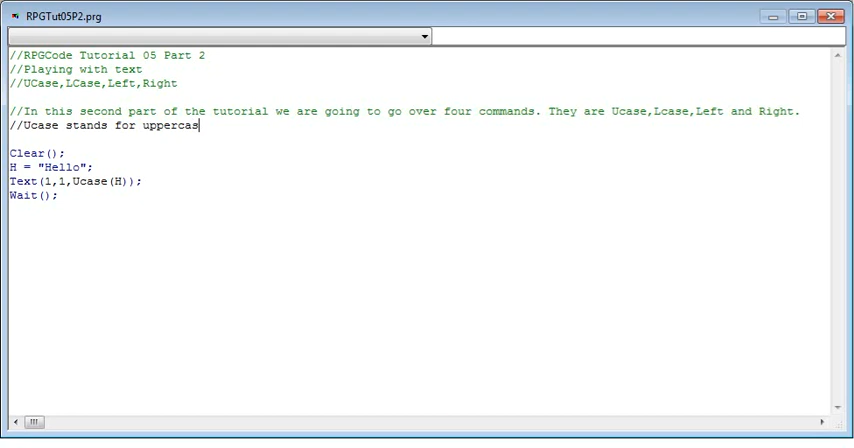 RPGTut05P2.prg
//RPGCode Tutorial 05 Part 2
//Playing with text
//UCase,LCase,Left,Right
//In this second part of the tutorial we are going to go over four commands. They are Ucase,Lcase,Left and Right.
//Ucase stands for uppercas
Clear();
H = "Hello";
Text(1,1,Ucase(H));
Wait();